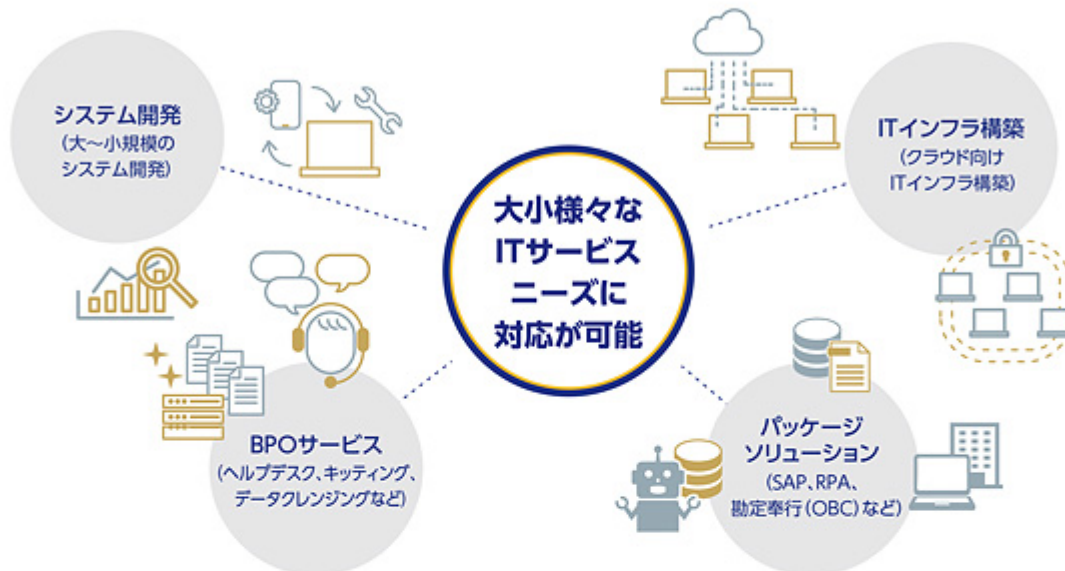 システム開発
(大〜小規模の
システム開発)
ITインフラ構築
(クラウド向け
ITインフラ構築)
大小様々な
ITサービス
ニーズに
対応が可能
BPOサービス
(ヘルプデスク、キッティング、
データクレンジングなど)
パッケージ
ソリューション
(SAP、RPA、
勘定奉行(OBC)など)